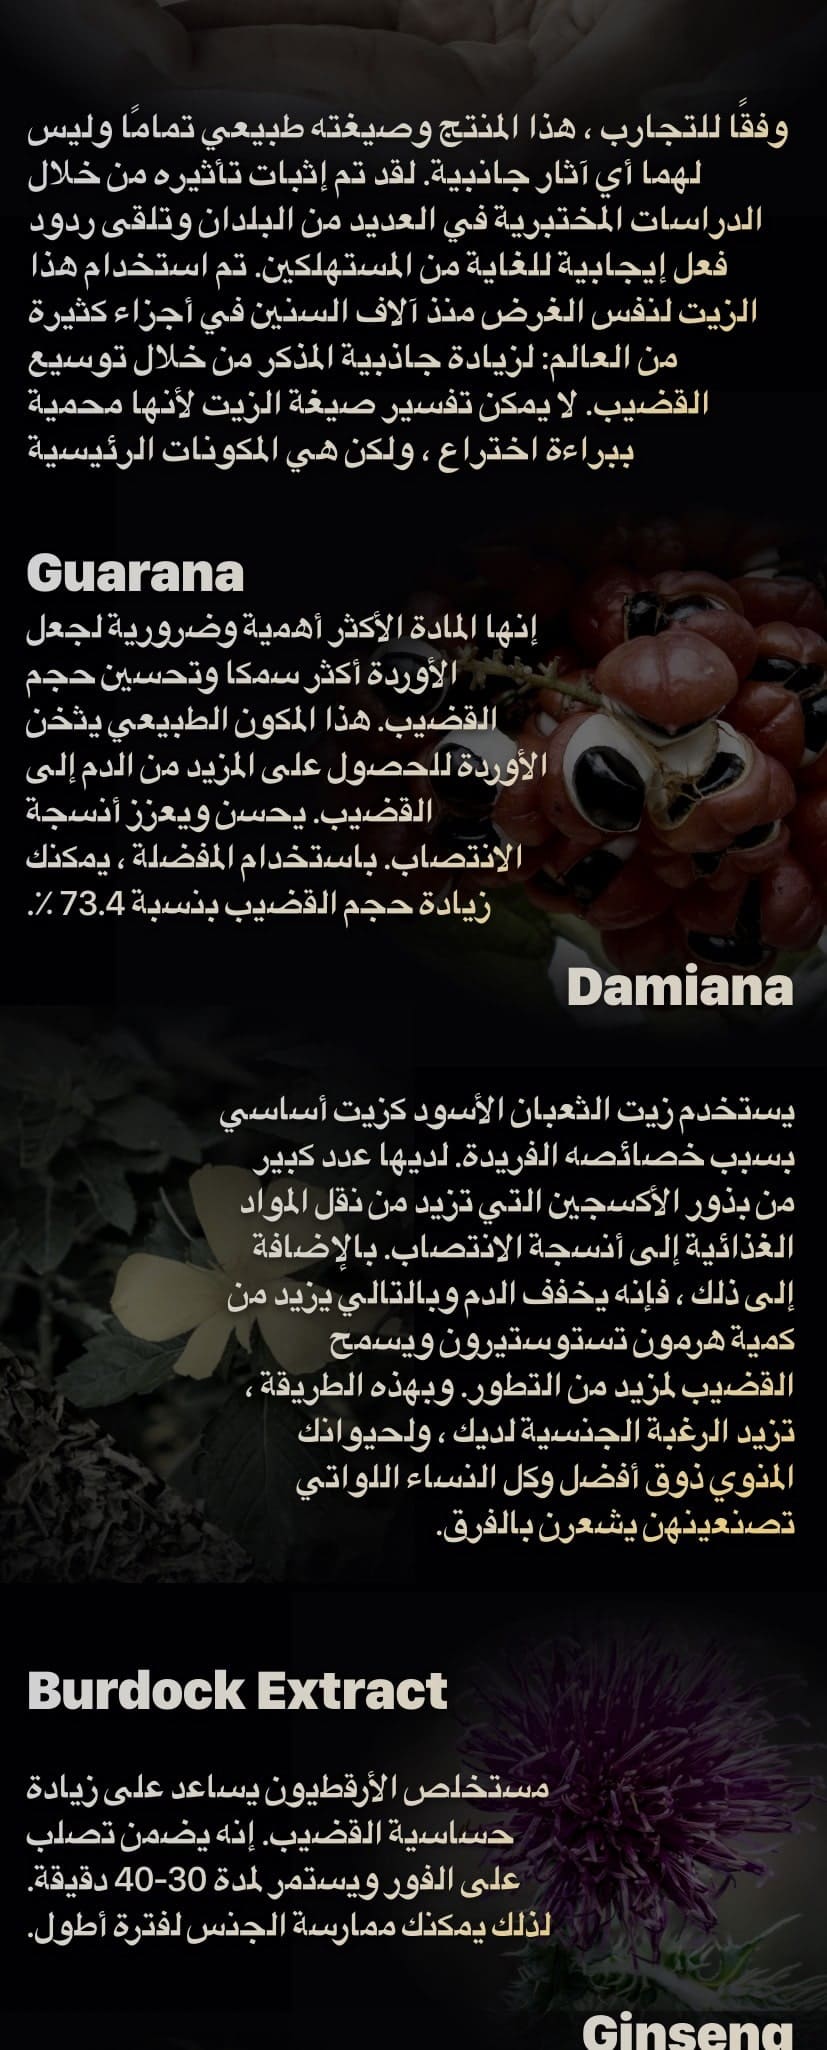 وفقًا للتجارب ، هذا المنتج وصيغته طبيعي تمامًا وليس
لهما أي آثار جانبية. لقد تم إثبات تأثيره من خلال
الدراسات المختبرية في العديد من البلدان وتلقى ردود
فعل إيجابية للغاية من المستهلكين. تم استخدام هذا
الزيت لنفس الغرض منذ آلاف السنين في أجزاء كثيرة
من العالم: لزيادة جاذبية المذكر من خلال توسيع
القضيب. لا يمكن تفسير صيغة الزيت لأنها محمية
ببراءة اختراع ، ولكن هي المكونات الرئيسية
Guarana
إنها المادة الأكثر أهمية وضرورية لجعل
الأوردة أكثر سمكا وتحسين حجم
القضيب. هذا المكون الطبيعي يثخن
الأوردة للحصول على المزيد من الدم إلى
القضيب. يحسن ويعزز أنسجة
الانتصاب. باستخدام المفضلة ، يمكنك
زيادة حجم القضيب بنسبة 73.4 ٪.
Damiana
يستخدم زيت الثعبان الأسود كزيت أساسي
بسبب خصائصه الفريدة. لديها عدد كبير
من بذور الأكسجين التي تزيد من نقل المواد
الغذائية إلى أنسجة الانتصاب. بالإضافة
إلى ذلك ، فإنه يخفف الدم وبالتالي يزيد من
كمية هرمون تستوستيرون ويسمح
القضيب لمزيد من التطور. وبهذه الطريقة ،
تزيد الرغبة الجنسية لديك ، ولحيوانك
المنوي ذوق أفضل وكل النساء اللواتي
تصنعينهن يشعرن بالفرق.
Burdock Extract
مستخلص الأرقطيون يساعد على زيادة
حساسية القضيب. إنه يضمن تصلب
على الفور ويستمر لمدة 30-40 دقيقة.
لذلك يمكنك ممارسة الجنس لفترة أطول.
Ginseng